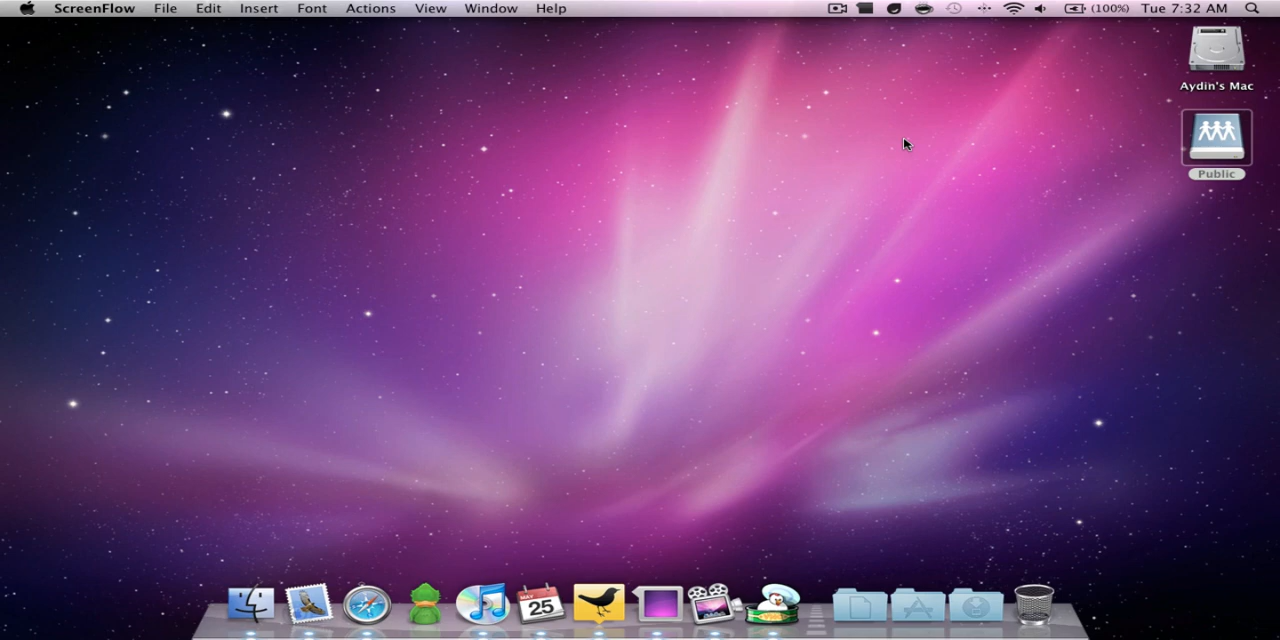 ScreenFlow File Edit Insert Font Actions View Window Help (100%) Tue 7:32 AM
Aydin's Mac
Public
MAY
25